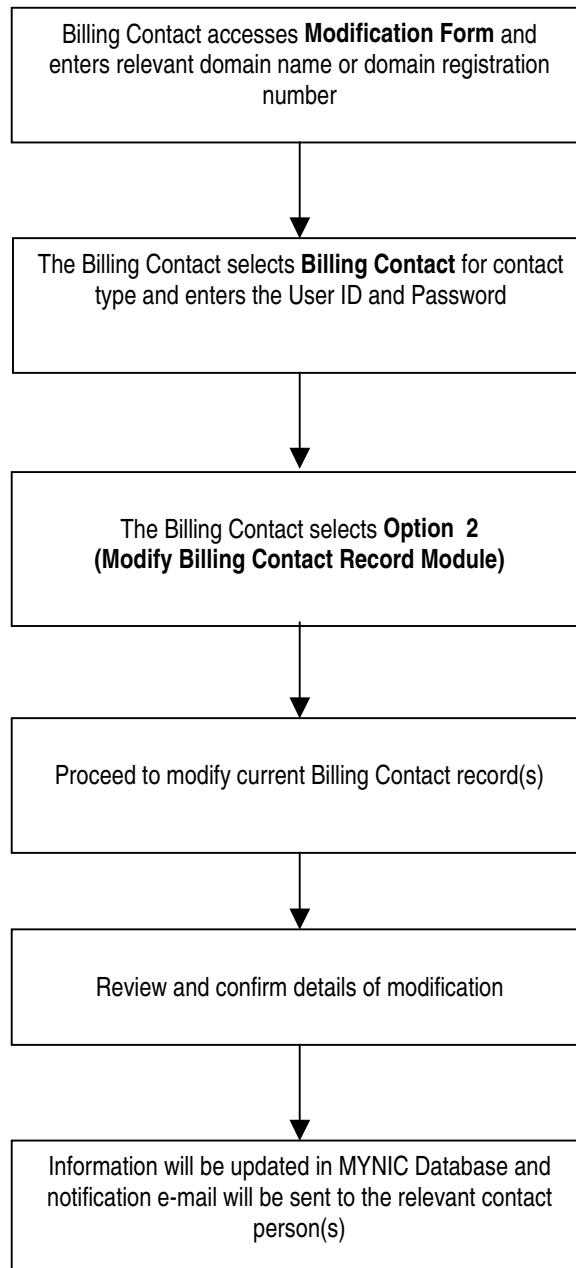 Billing Contact accesses Modification Form and
enters relevant domain name or domain registration
number
The Billing Contact selects Billing Contact for contact
type and enters the User ID and Password
The Billing Contact selects Option 2
(Modify Billing Contact Record Module)
Proceed to modify current Billing Contact record(s)
Review and confirm details of modification
Information will be updated in MYNIC Database and
notification e-mail will be sent to the relevant contact
person(s)